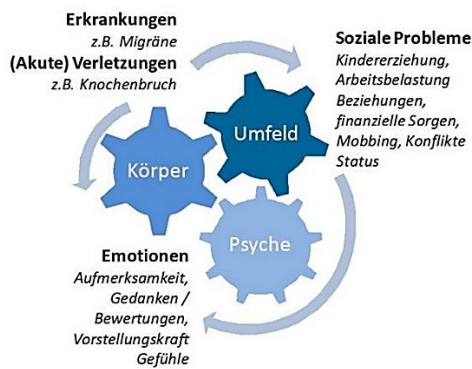 Erkrankungen
z.B. Migräne
(Akute) Verletzungen
z.B. Knochenbruch
Soziale Probleme
Kindererziehung,
Arbeitsbelastung
Beziehungen,
finanzielle Sorgen,
Mobbing, Konflikte
Status
Umfeld
Körper
Psyche
Emotionen
Aufmerksamkeit,
Gedanken /
Bewertungen,
Vorstellungskraft
Gefühle